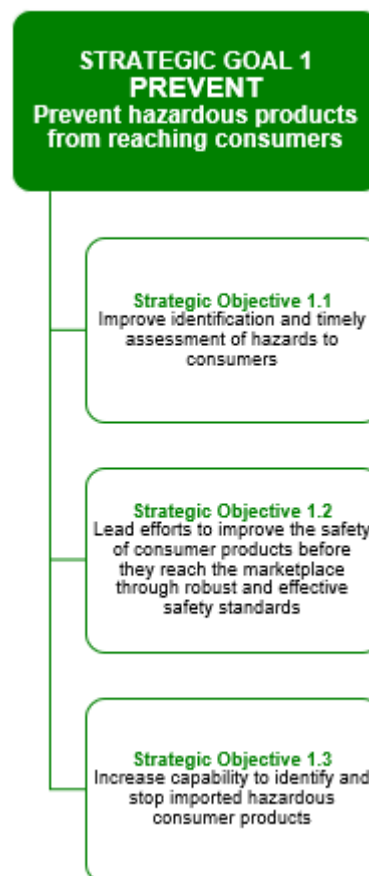 STRATEGIC GOAL 1
PREVENT
Prevent hazardous products
from reaching consumers
Strategic Objective 1.1
Improve identification and timely
assessment of hazards to
consumers
Strategic Objective 1.2
Lead efforts to improve the safety
of consumer products before
they reach the marketplace
through robust and effective
safety standards
Strategic Objective 1.3
Increase capability to identify and
stop imported hazardous
consumer products